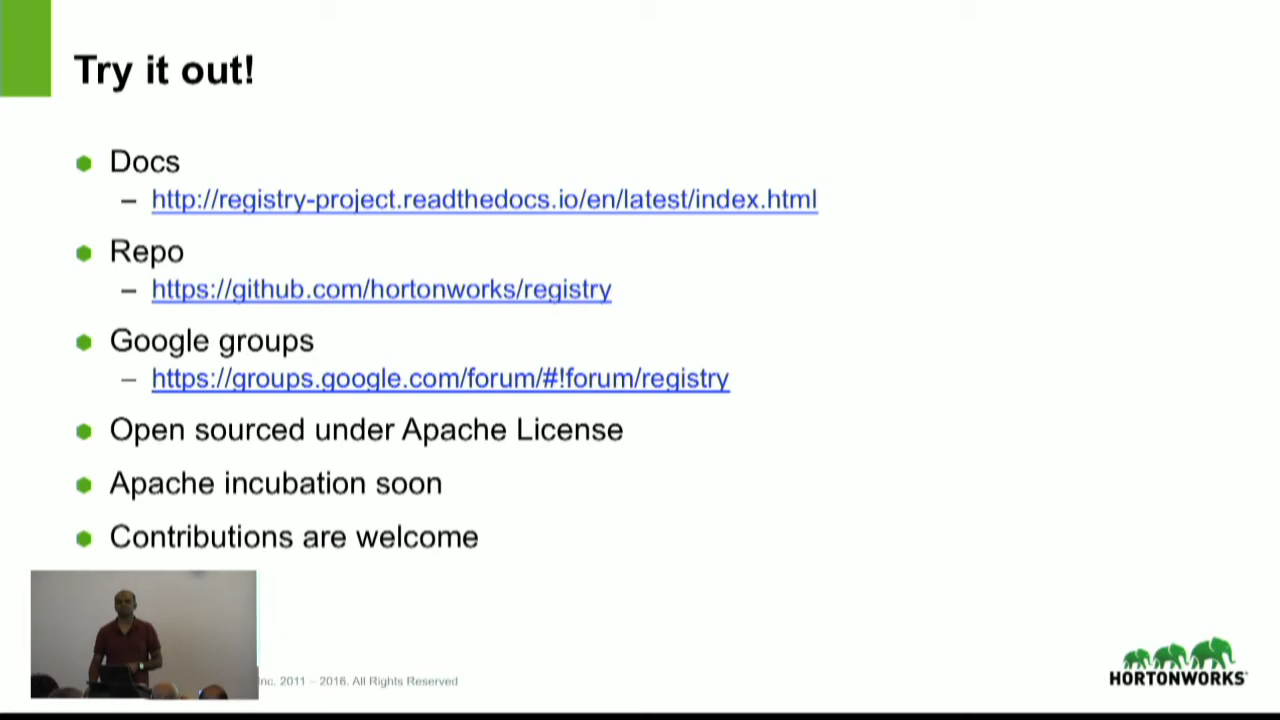 Try it out!
Docs
– http://registry-project.readthedocs.io/en/latest/index.html
Repo
– https://github.com/hortonworks/registry
Google groups
– https://groups.google.com/forum/#!forum/registry
Open sourced under Apache License
Apache incubation soon
Contributions are welcome
Inc. 2011 – 2016. All Rights Reserved
HORTONWORKS